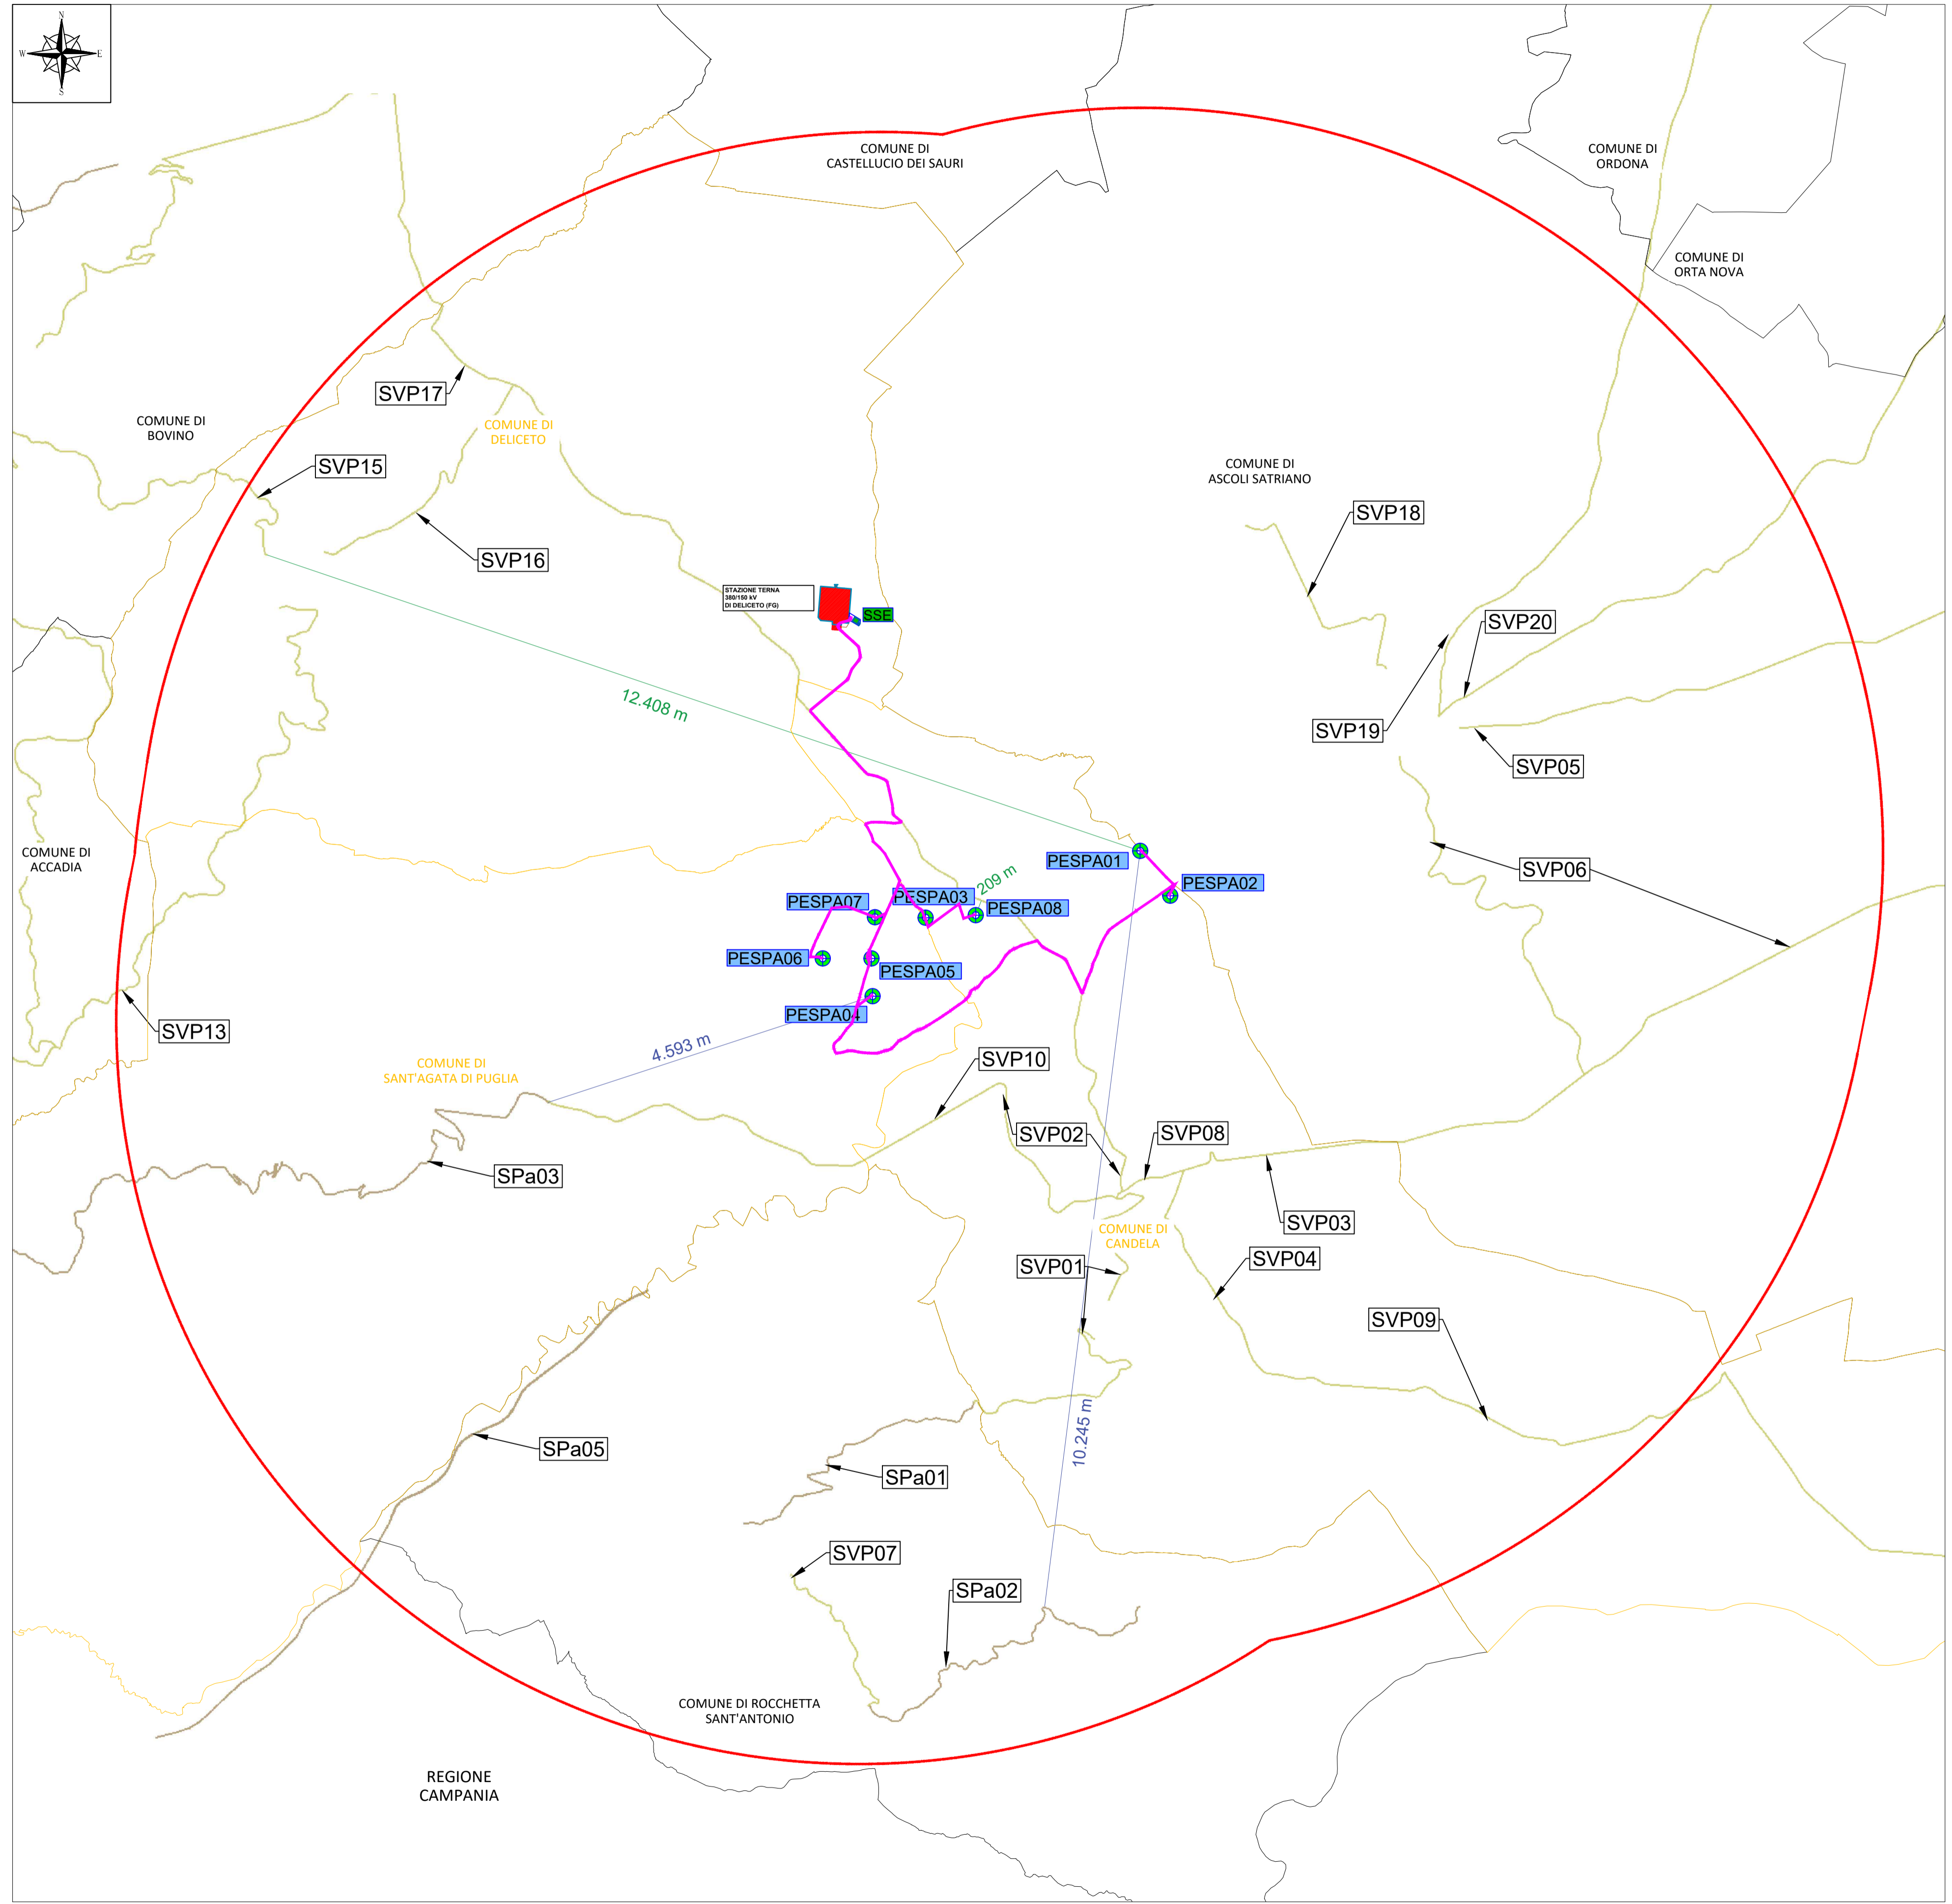 N
W
E
S
COMUNE DI
CASTELLUCIO DEI SAURI
COMUNE DI
ORDONA
COMUNE DI
ORTA NOVA
SVP17
COMUNE DI
BOVINO
COMUNE DI
DELICETO
SVP15
COMUNE DI
ASCOLI SATRIANO
SVP18
SVP16
STAZIONE TERNA
380/150 kV
DI DELICETO (FG)
SSE
SVP20
12.408 m
SVP19
SVP05
COMUNE DI
ACCADIA
PESPA01
SVP06
209 m
PESPA02
PESPA07
PESPA03
PESPA08
PESPA06
PESPA05
PESPA04
SVP13
4.593 m
COMUNE DI
SANT'AGATA DI PUGLIA
SVP10
SVP02
SVP08
SPa03
SVP03
COMUNE DI
CANDELA
SVP01
SVP04
SVP09
10.245 m
SPa05
SPa01
SVP07
SPa02
COMUNE DI ROCCHETTA
SANT'ANTONIO
REGIONE
CAMPANIA